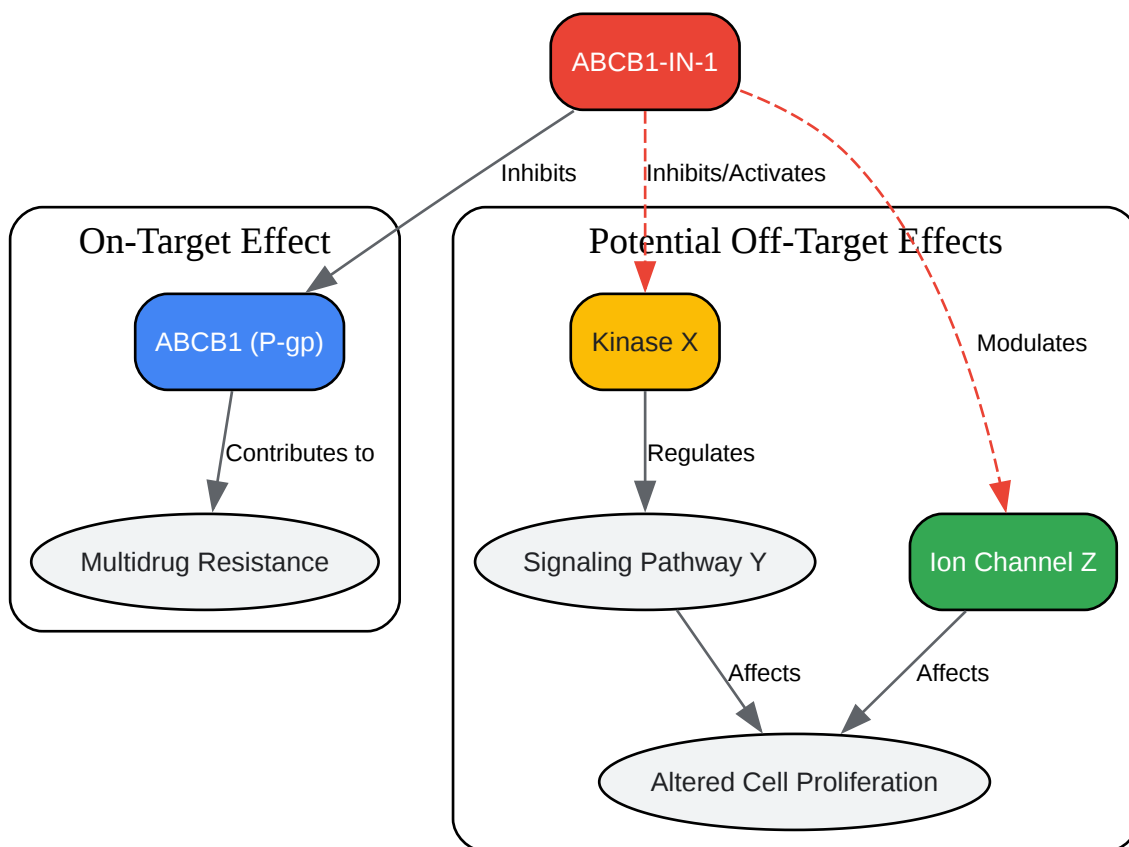 ABCB1-IN-1
Inhibits
Inhibits/Activates
On-Target Effect
Potential Off-Target Effects
ABCB1 (P-gp)
Kinase X
Modulates
Contributes to
Regulates
Multidrug Resistance
Signaling Pathway Y
Ion Channel Z
Affects
Affects
Altered Cell Proliferation